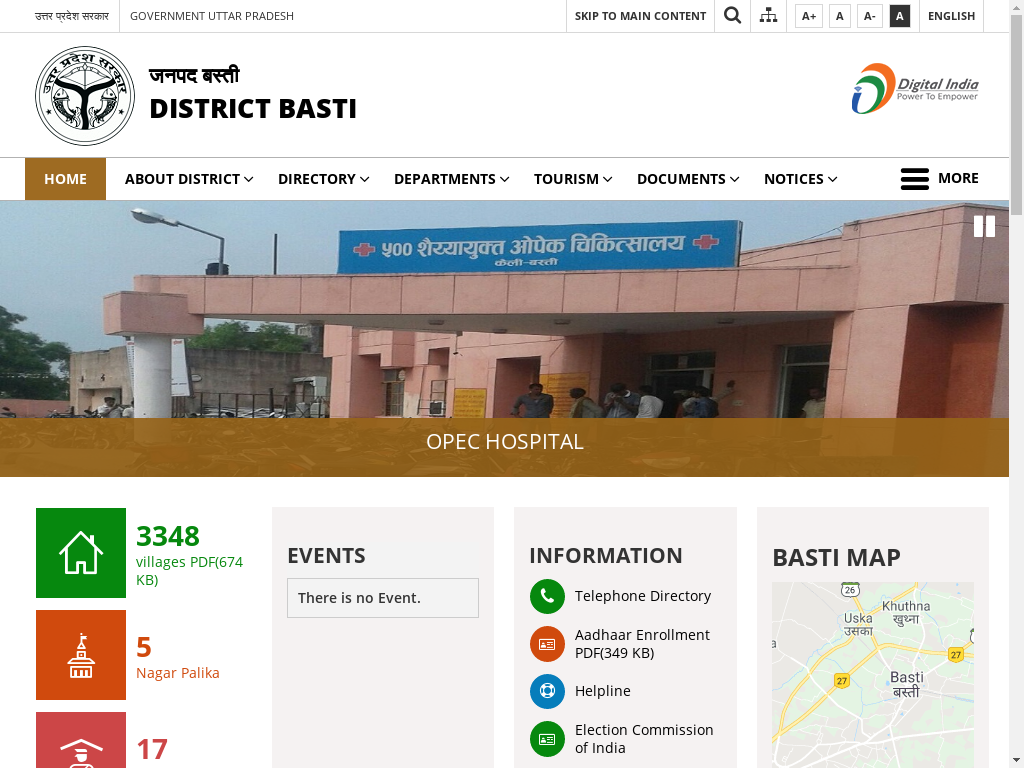 उत्तर प्रदेश सरकार
GOVERNMENT UTTAR PRADESH
SKIP TO MAIN CONTENT
A+
A
A-
A
ENGLISH
उत्तर प्रदेश सरकार
जनपद बस्ती
DISTRICT BASTI
Digital India
Power To Empower
HOME
ABOUT DISTRICT
DIRECTORY
DEPARTMENTS
TOURISM
DOCUMENTS
NOTICES
MORE
५०० शैय्यायुक्त ओपेक चिकित्सालय
कैली-बस्ती
OPEC HOSPITAL
3348
villages PDF(674
KB)
5
Nagar Palika
17
EVENTS
There is no Event.
INFORMATION
Telephone Directory
Aadhaar Enrollment
PDF(349 KB)
Helpline
Election Commission
of India
BASTI MAP
26
Khuthna
खुथ्ना
Uska
उसका
27
27
Basti
बस्ती